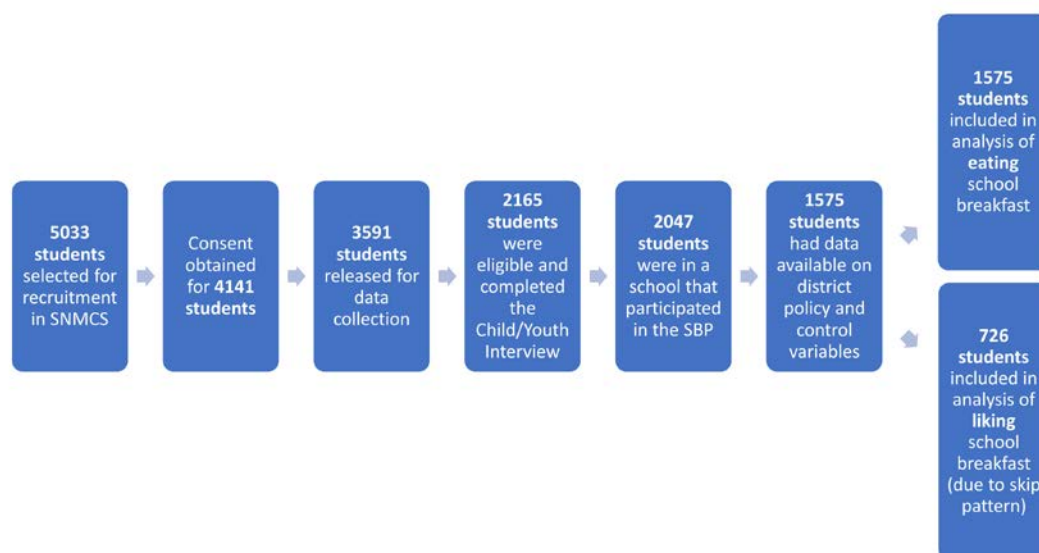 5033
students
selected for
recruitment
in SNMCS
Consent
obtained
for 4141
students
3591
students
released for
data
collection
2165
students
were
eligible and
completed
the
Child/Youth
Interview
2047
students
were in a
school that
participated
in the SBP
1575
students
had data
available on
district
policy and
control
variables
1575
students
included in
analysis of
eating
school
breakfast
726
students
included in
analysis of
liking
school
breakfast
(due to skip
pattern)